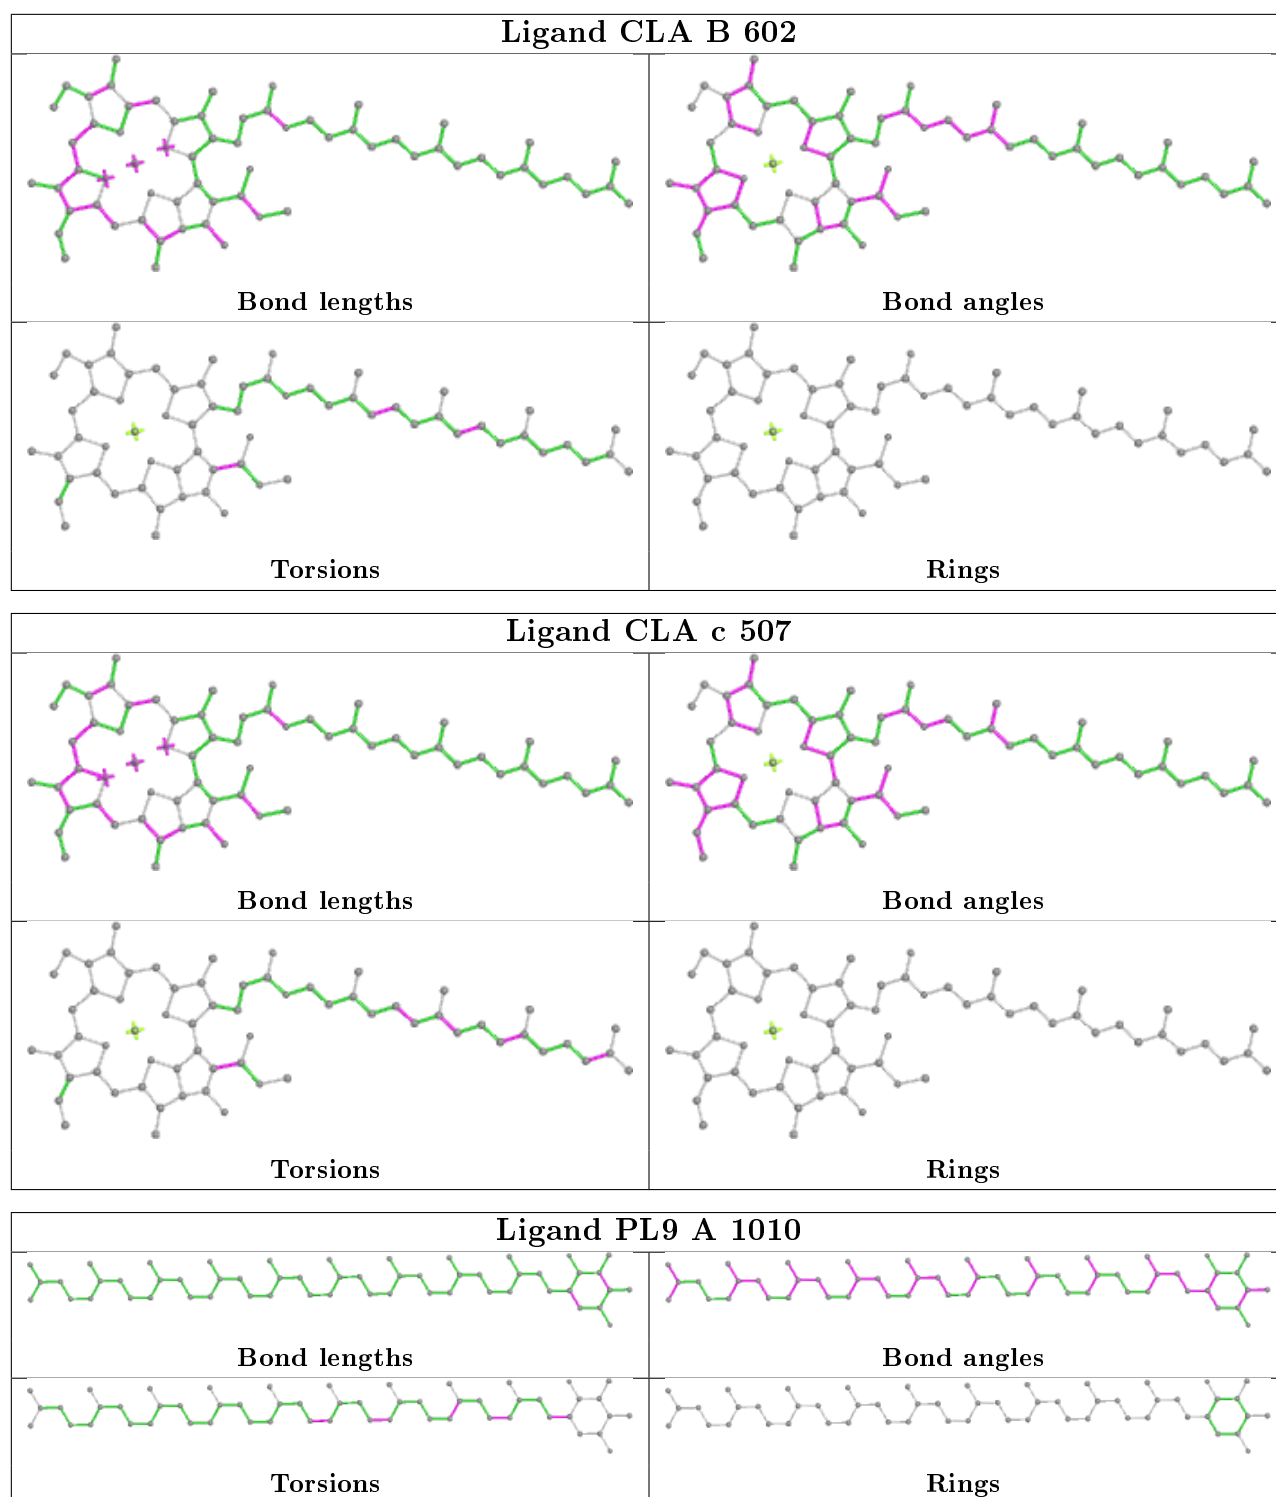 Ligand CLA B 602
Bond lengths
Bond angles
Torsions
Rings
Ligand CLA c 507
Bond lengths
Bond angles
Torsions
Rings
Ligand PL9 A 1010
Bond lengths
Bond angles
Torsions
Rings